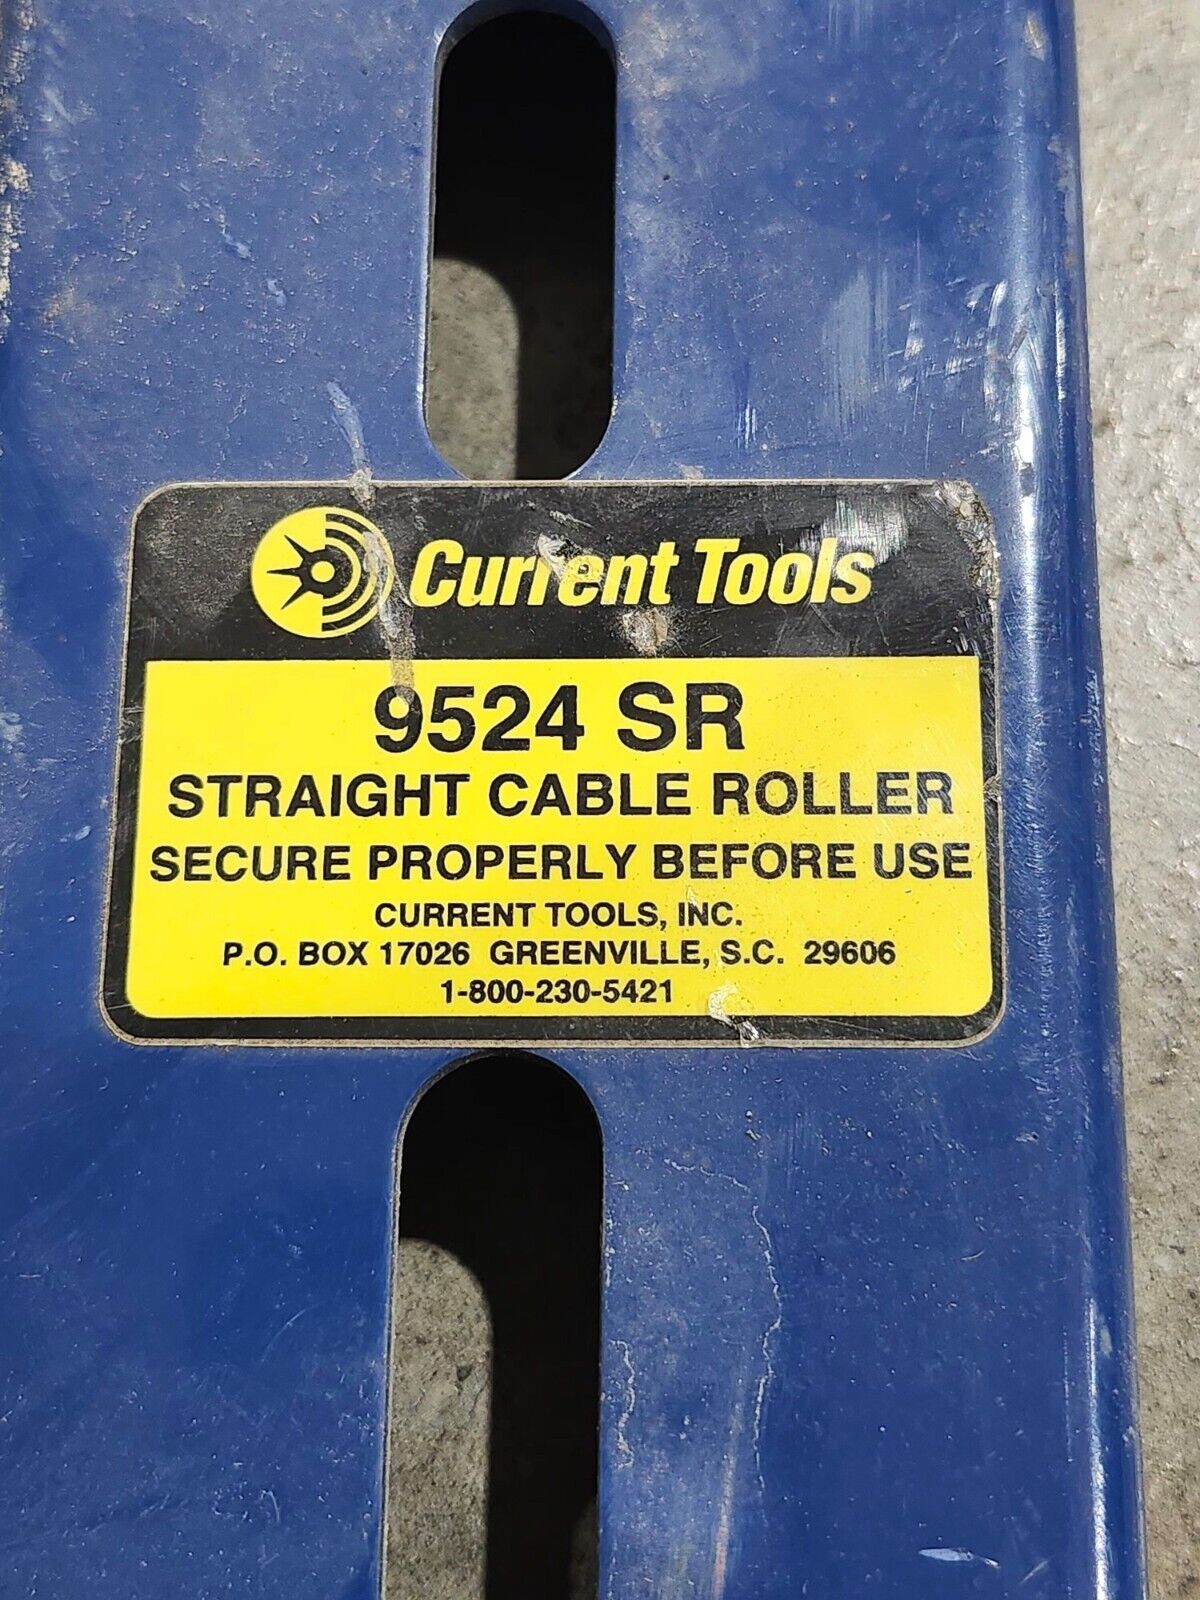 Current Tools
9524 SR
STRAIGHT CABLE ROLLER
SECURE PROPERLY BEFORE USE
CURRENT TOOLS, INC.
P.O. BOX 17026 GREENVILLE, S.C. 29606
1-800-230-5421